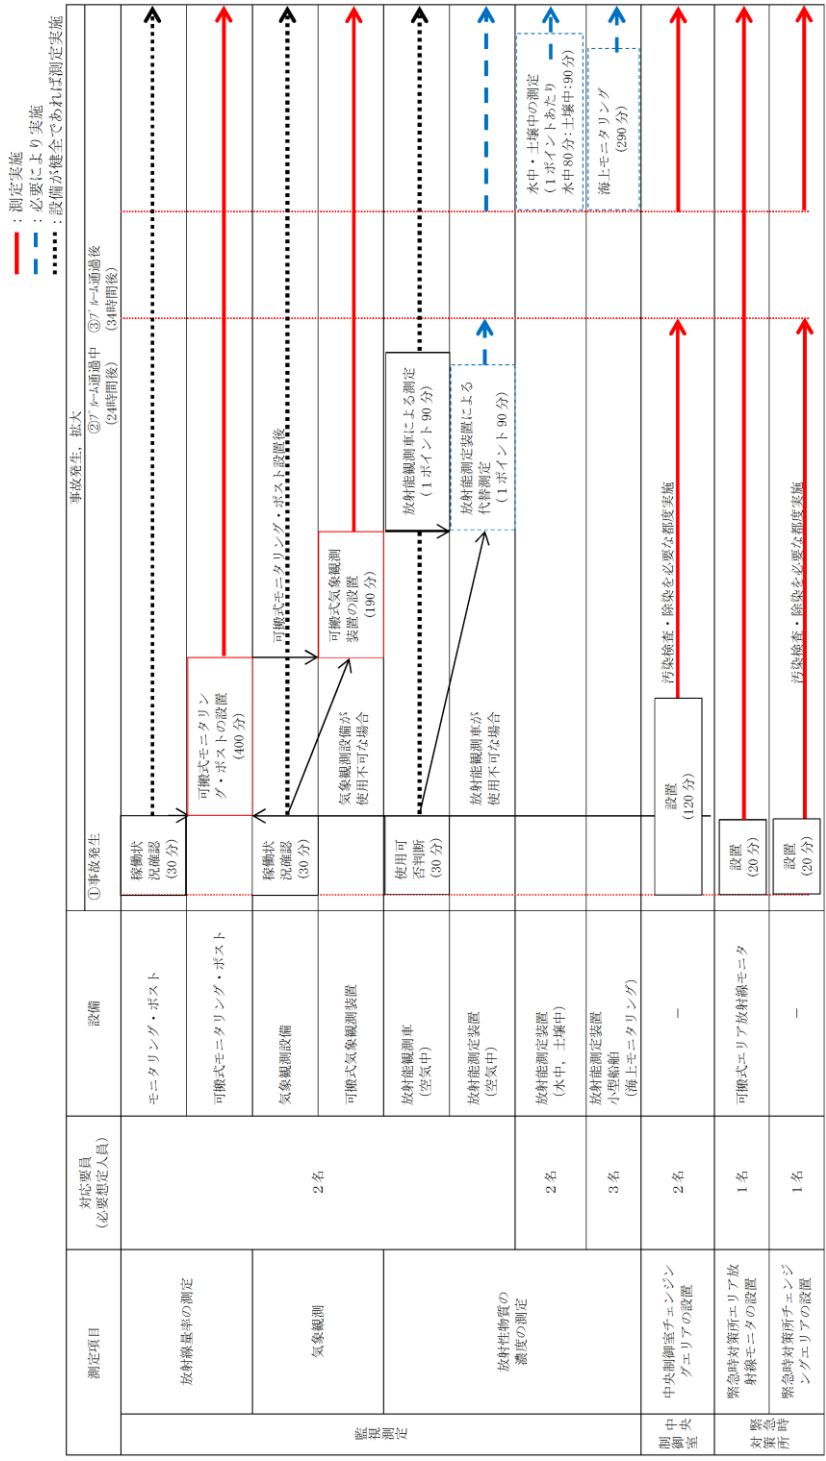 ：測定実施
：必要により実施
：設備が健全であれば測定実施
測定項目
対応要員
（必要想定人員）
設備
事故発生，拡大
①事故発生
②ﾌﾟﾙｰﾑ通過中
（24時間後）
③ﾌﾟﾙｰﾑ通過後
（34時間後）
監視測定
放射線量率の測定
2名
モニタリング・ポスト
稼働状
況確認
（30分）
可搬式モニタリング・ポスト
可搬式モニタリン
グ・ポストの設置
（400分）
気象観測
気象観測設備
稼働状
況確認
（30分）
可搬式モニタリング・ポスト設置後
可搬式気象観測装置
気象観測設備が
使用不可な場合
可搬式気象観測
装置の設置
（190分）
放射性物質の
濃度の測定
放射能観測車
（空気中）
使用可
否判断
（30分）
放射能観測車による測定
（1ポイント90分）
放射能測定装置
（空気中）
放射能観測車が
使用不可な場合
放射能測定装置による
代替測定
（1ポイント90分）
2名
放射能測定装置
（水中，土壌中）
水中・土壌中の測定
（1ポイントあたり
水中80分：土壌中：90分）
3名
放射能測定装置
小型船舶
（海上モニタリング）
海上モニタリング
（290分）
中央
制御
室
中央制御室チェンジン
グエリアの設置
2名
－
設置
（120分）
汚染検査・除染を必要な都度実施
緊急時
対策所
緊急時対策所エリア放
射線モニタの設置
1名
可搬式エリア放射線モニタ
設置
（20分）
緊急時対策所チェンジ
ングエリアの設置
1名
－
設置
（20分）
汚染検査・除染を必要な都度実施